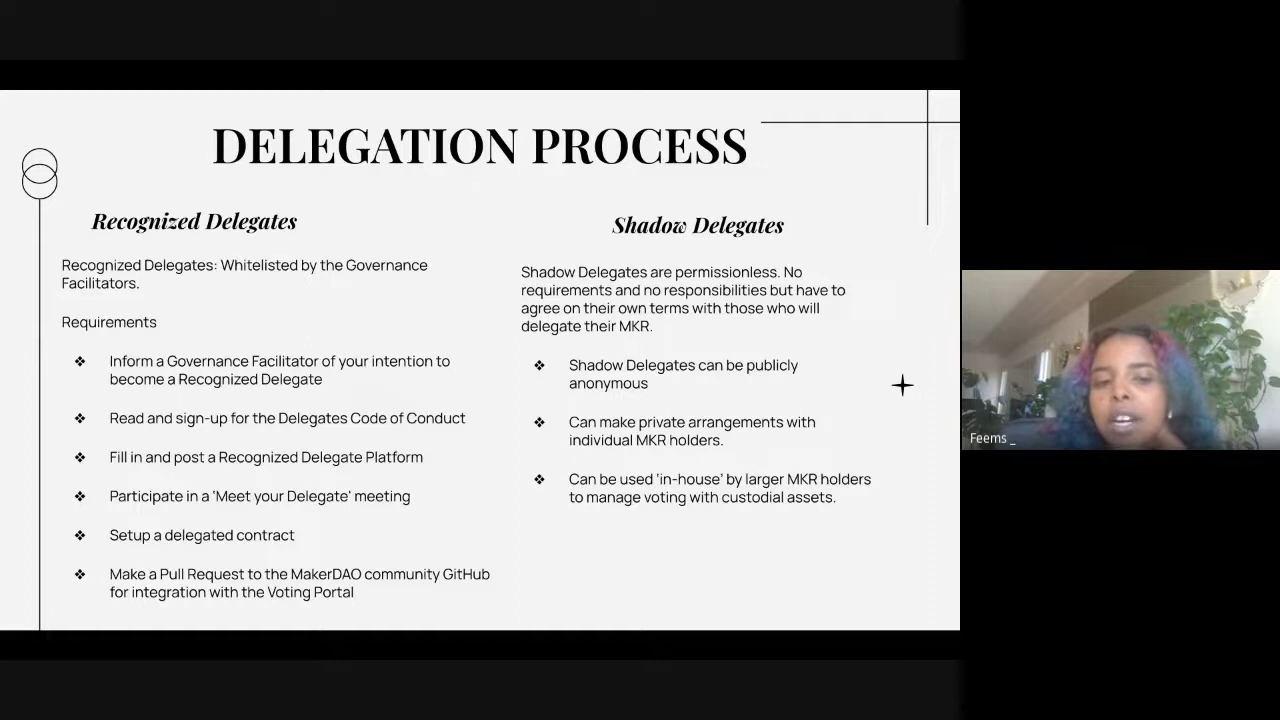 DELEGATION PROCESS
Recognized Delegates
Recognized Delegates: Whitelisted by the Governance
Facilitators.
Requirements
Inform a Governance Facilitator of your intention to
become a Recognized Delegate
Read and sign-up for the Delegates Code of Conduct
Fill in and post a Recognized Delegate Platform
Participate in a 'Meet your Delegate' meeting
Setup a delegated contract
Make a Pull Request to the MakerDAO community GitHub
for integration with the Voting Portal
Shadow Delegates
Shadow Delegates are permissionless. No
requirements and no responsibilities but have to
agree on their own terms with those who will
delegate their MKR.
Shadow Delegates can be publicly
anonymous
Can make private arrangements with
individual MKR holders.
Can be used 'in-house' by larger MKR holders
to manage voting with custodial assets.
Feems _